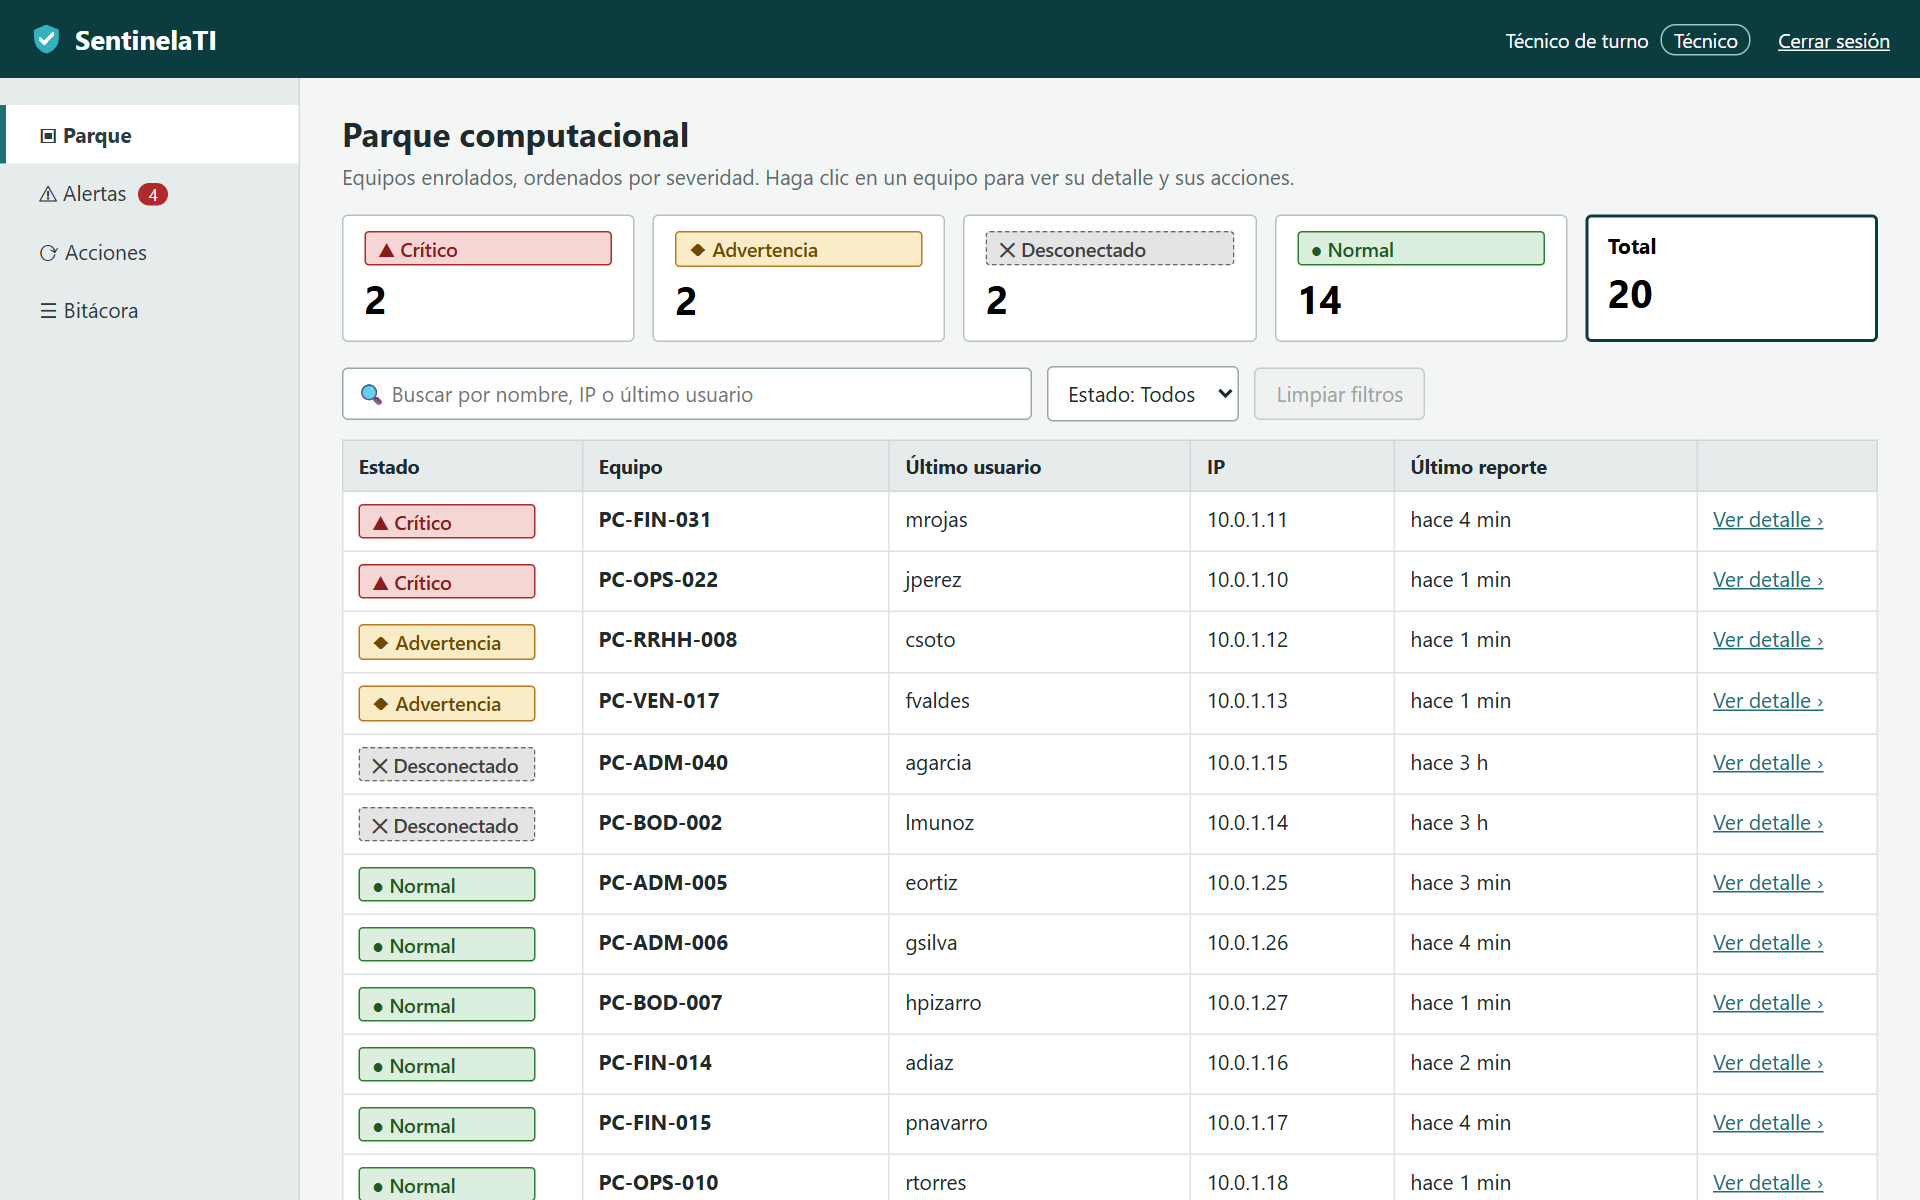 SentinelaTI
Técnico de turno Técnico Cerrar sesión
Parque
Alertas 4
Acciones
Bitácora
Parque computacional
Equipos enrolados, ordenados por severidad. Haga clic en un equipo para ver su detalle y sus acciones.
Crítico
2
Advertencia
2
Desconectado
2
Normal
14
Total
20
Buscar por nombre, IP o último usuario
Estado: Todos
Limpiar filtros
Estado Equipo Último usuario IP Último reporte
Crítico PC-FIN-031 mrojas 10.0.1.11 hace 4 min Ver detalle ›
Crítico PC-OPS-022 jperez 10.0.1.10 hace 1 min Ver detalle ›
Advertencia PC-RRHH-008 csoto 10.0.1.12 hace 1 min Ver detalle ›
Advertencia PC-VEN-017 fvaldes 10.0.1.13 hace 1 min Ver detalle ›
Desconectado PC-ADM-040 agarcia 10.0.1.15 hace 3 h Ver detalle ›
Desconectado PC-BOD-002 lmunoz 10.0.1.14 hace 3 h Ver detalle ›
Normal PC-ADM-005 eortiz 10.0.1.25 hace 3 min Ver detalle ›
Normal PC-ADM-006 gsilva 10.0.1.26 hace 4 min Ver detalle ›
Normal PC-BOD-007 hpizarro 10.0.1.27 hace 1 min Ver detalle ›
Normal PC-FIN-014 adiaz 10.0.1.16 hace 2 min Ver detalle ›
Normal PC-FIN-015 pnavarro 10.0.1.17 hace 4 min Ver detalle ›
Normal PC-OPS-010 rtorres 10.0.1.18 hace 1 min Ver detalle ›